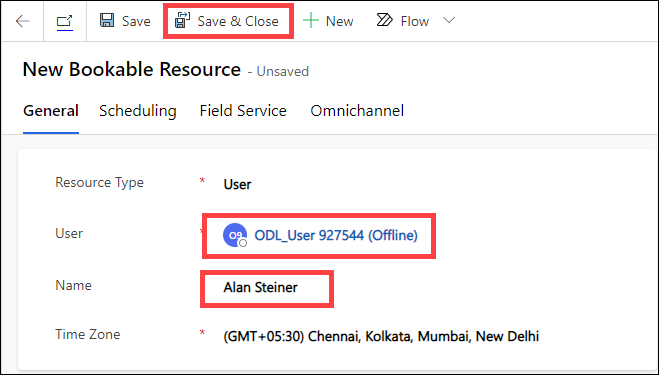 Save Save & Close New Flow
New Bookable Resource - Unsaved
General Scheduling Field Service Omnichannel
Resource Type * User
User * O9 ODL_User 927544 (Offline)
Name Alan Steiner
Time Zone * (GMT+05:30) Chennai, Kolkata, Mumbai, New Delhi